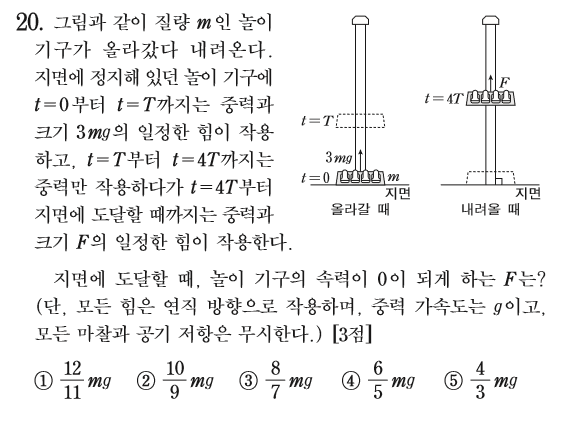 20. 그림과 같이 질량 m인 놀이
기구가 올라갔다 내려온다.
지면에 정지해 있던 놀이 기구에
t=0부터 t=T까지는 중력과
크기 3mg의 일정한 힘이 작용
하고, t=T부터 t=4T까지는
중력만 작용하다가 t=4T부터
지면에 도달할 때까지는 중력과
크기 F의 일정한 힘이 작용한다.
t=T
3mg
t=0
m
지면
올라갈 때
F
t=4T
지면
내려올 때
지면에 도달할 때, 놀이 기구의 속력이 0이 되게 하는 F는?
(단, 모든 힘은 연직 방향으로 작용하며, 중력 가속도는 g이고,
모든 마찰과 공기 저항은 무시한다.) [3점]
① 12/11 mg ② 10/9 mg ③ 8/7 mg ④ 6/5 mg ⑤ 4/3 mg